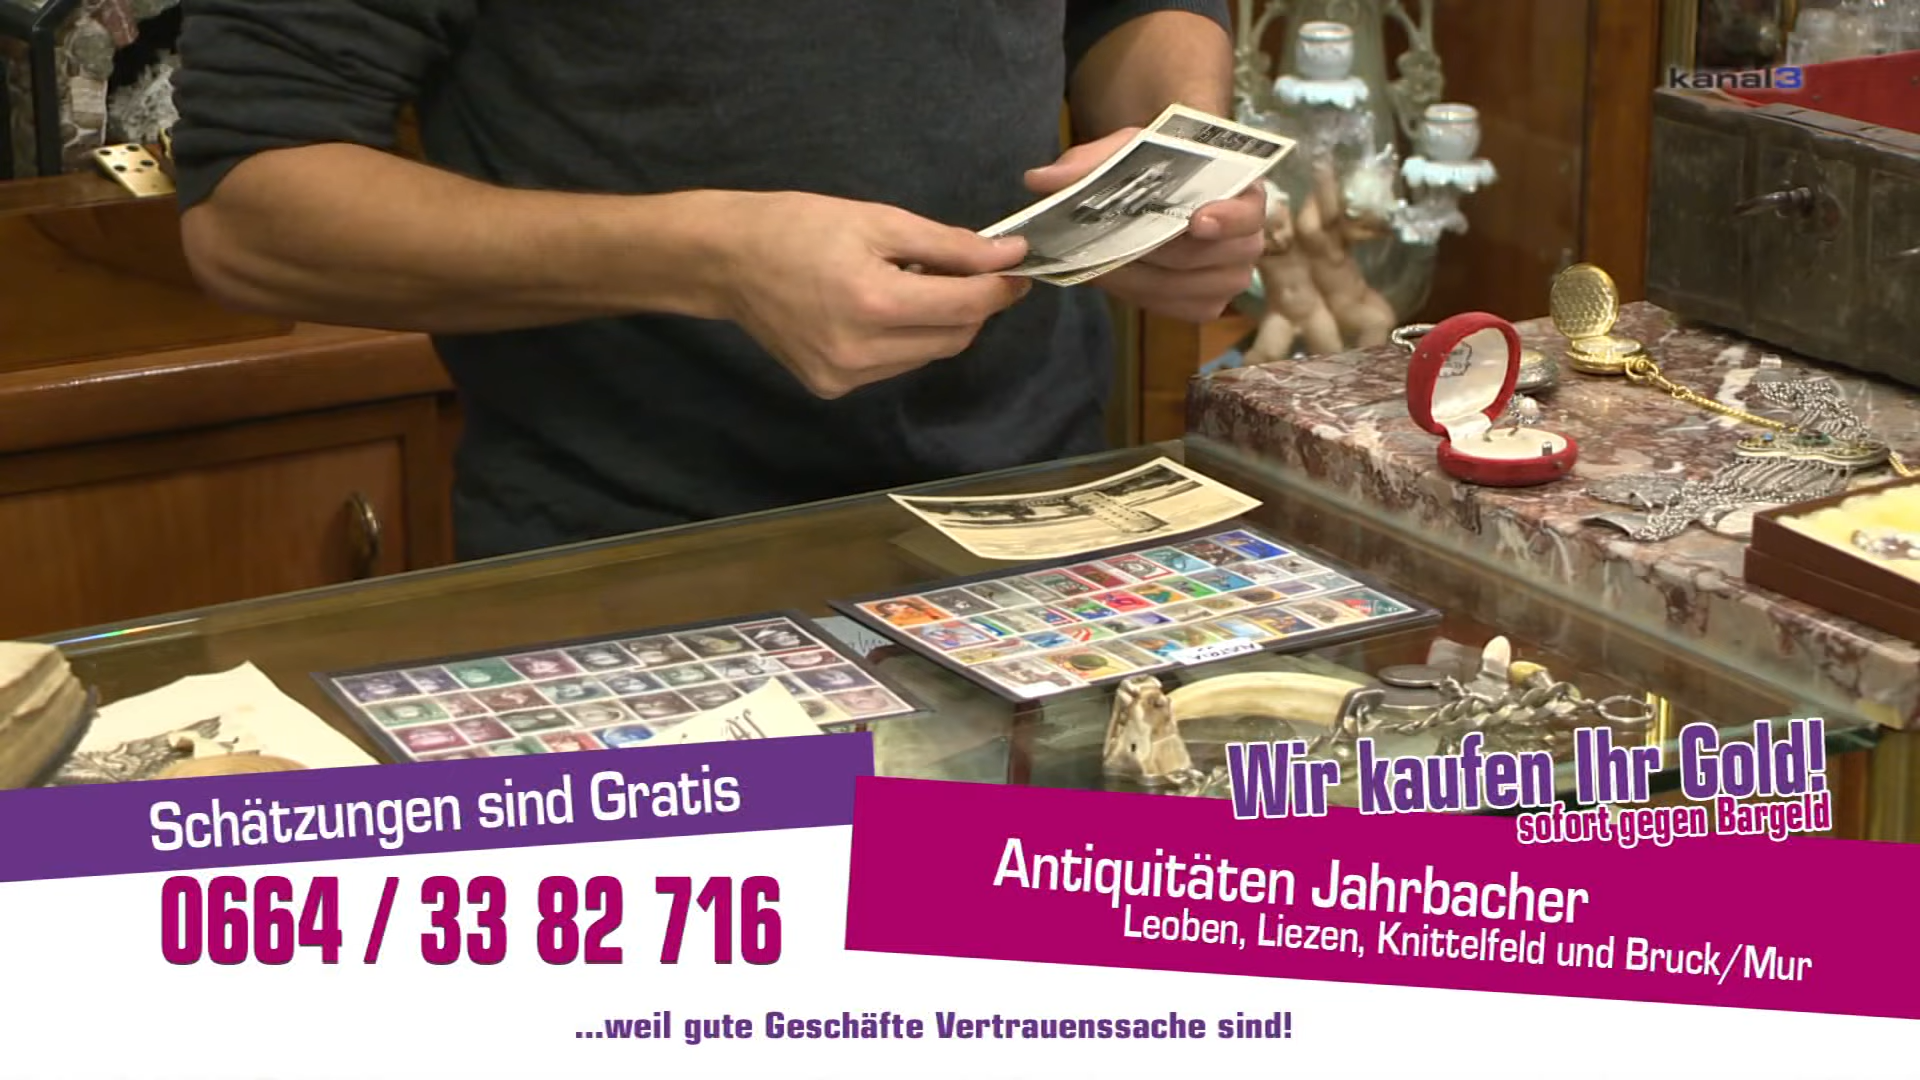 kanal3
AUSTRIA
Wir kaufen Ihr Gold!
sofort gegen Bargeld
Schätzungen sind Gratis
0664 / 33 82 716
Antiquitäten Jahrbacher
Leoben, Liezen, Knittelfeld und Bruck/Mur
...weil gute Geschäfte Vertrauenssache sind!